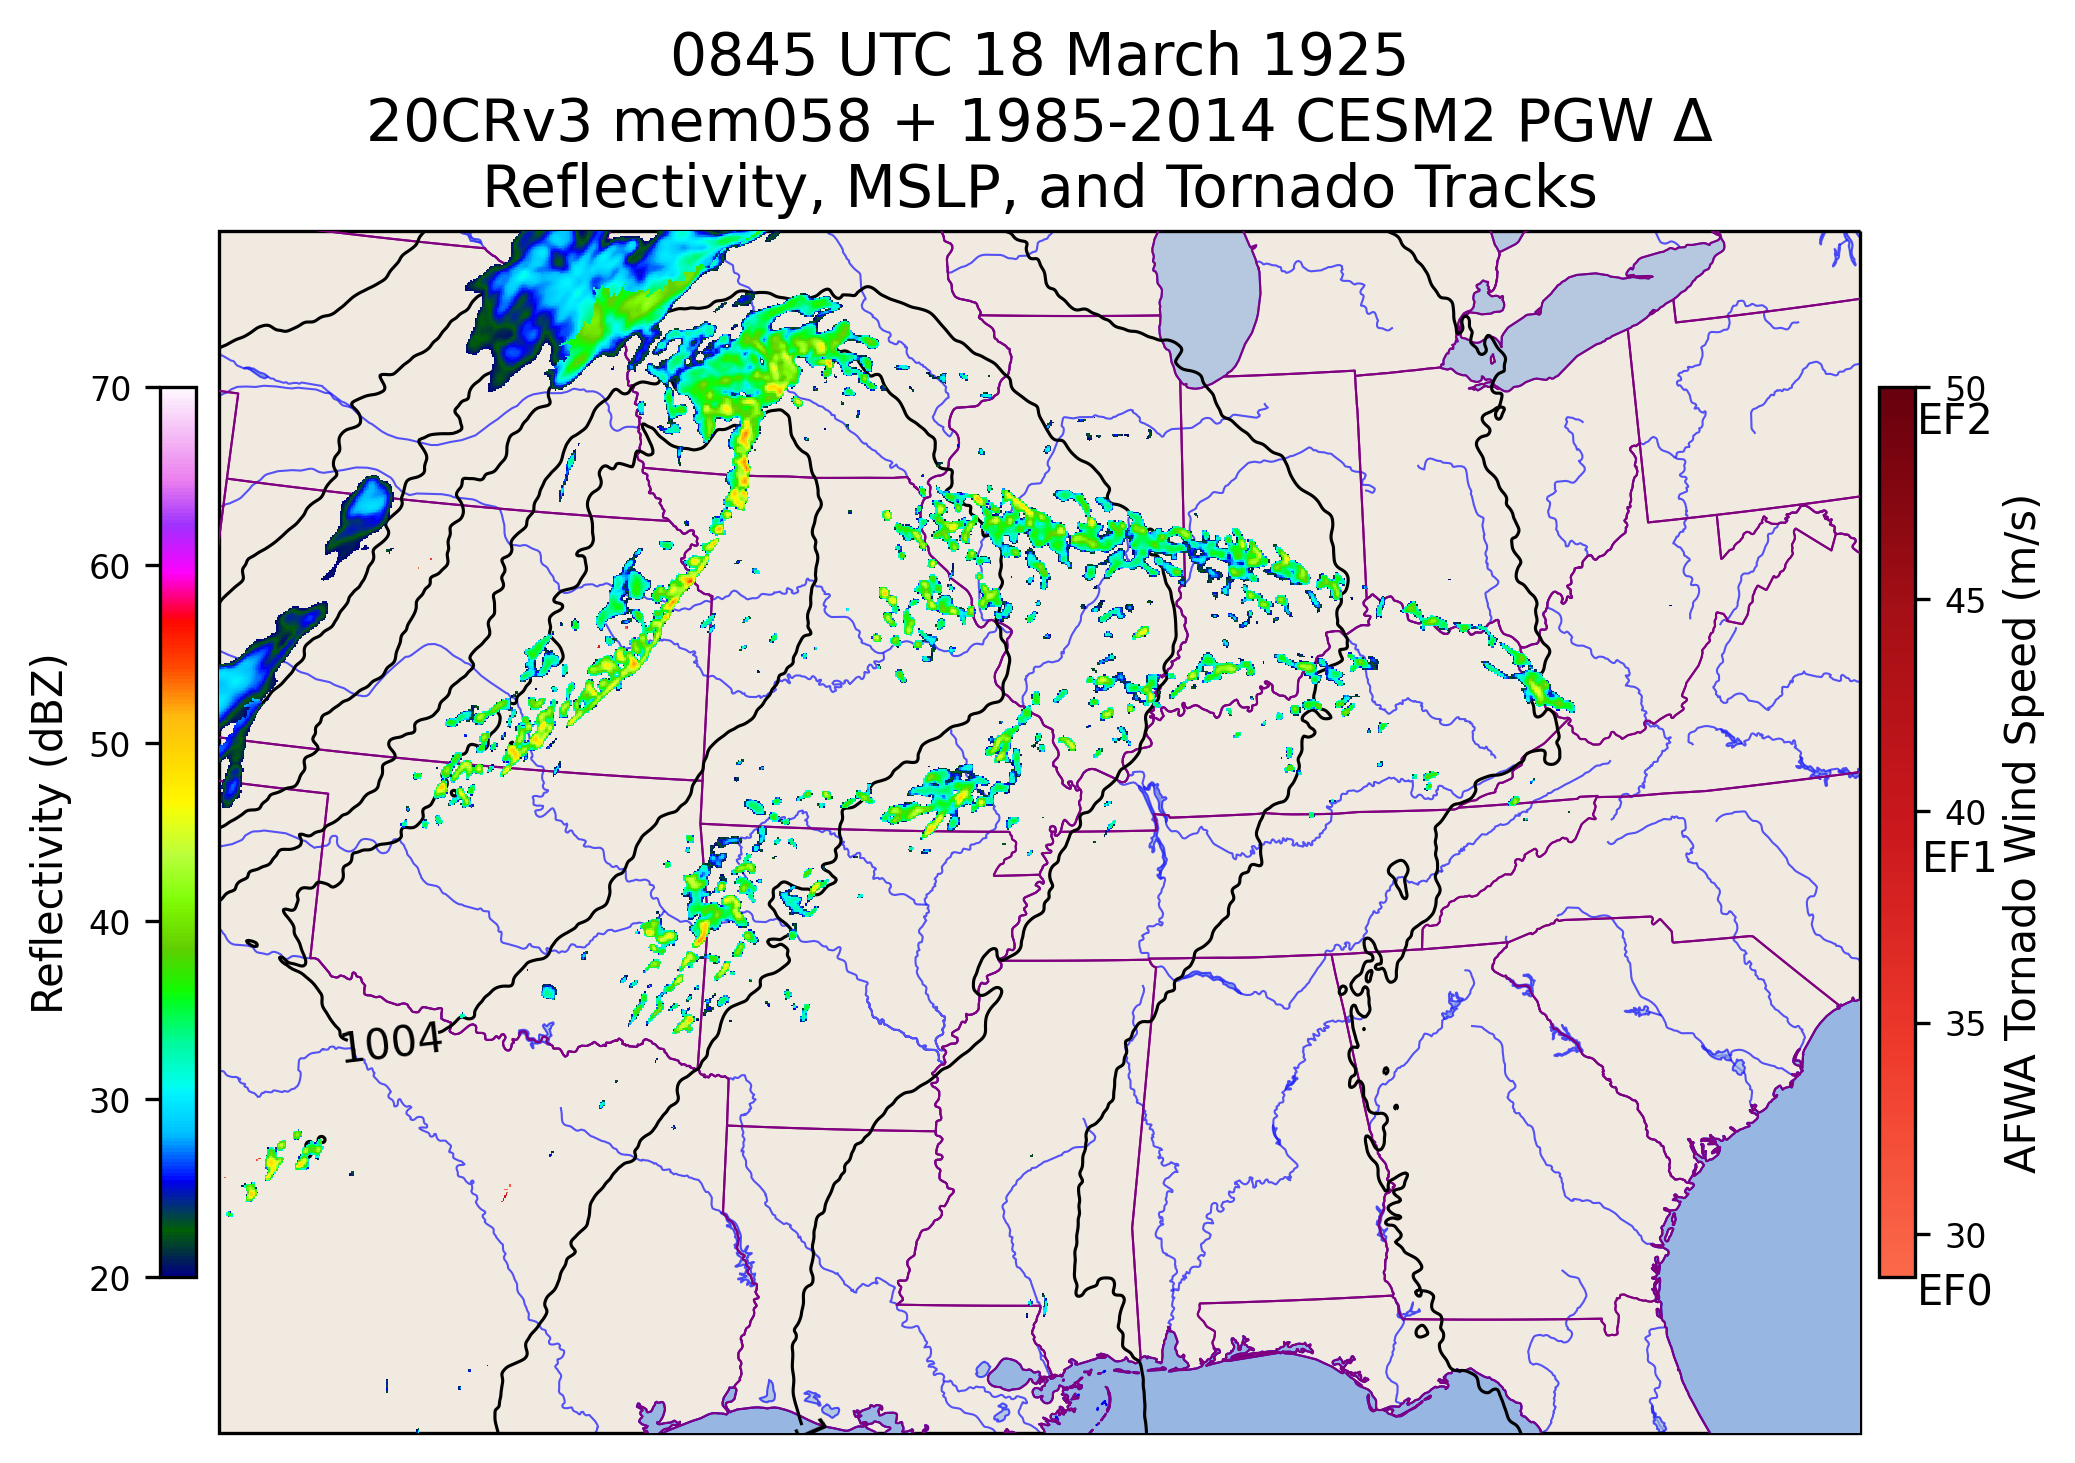 0845 UTC 18 March 1925
20CRv3 mem058 + 1985-2014 CESM2 PGW Δ
Reflectivity, MSLP, and Tornado Tracks
Reflectivity (dBZ)
70
60
50
40
30
20
1004
50
EF2
45
40
EF1
35
30
EF0
AFWA Tornado Wind Speed (m/s)